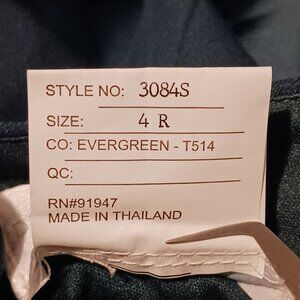 STYLE NO: 3084S
SIZE: 4 R
CO: EVERGREEN - T514
QC:
RN#91947
MADE IN THAILAND